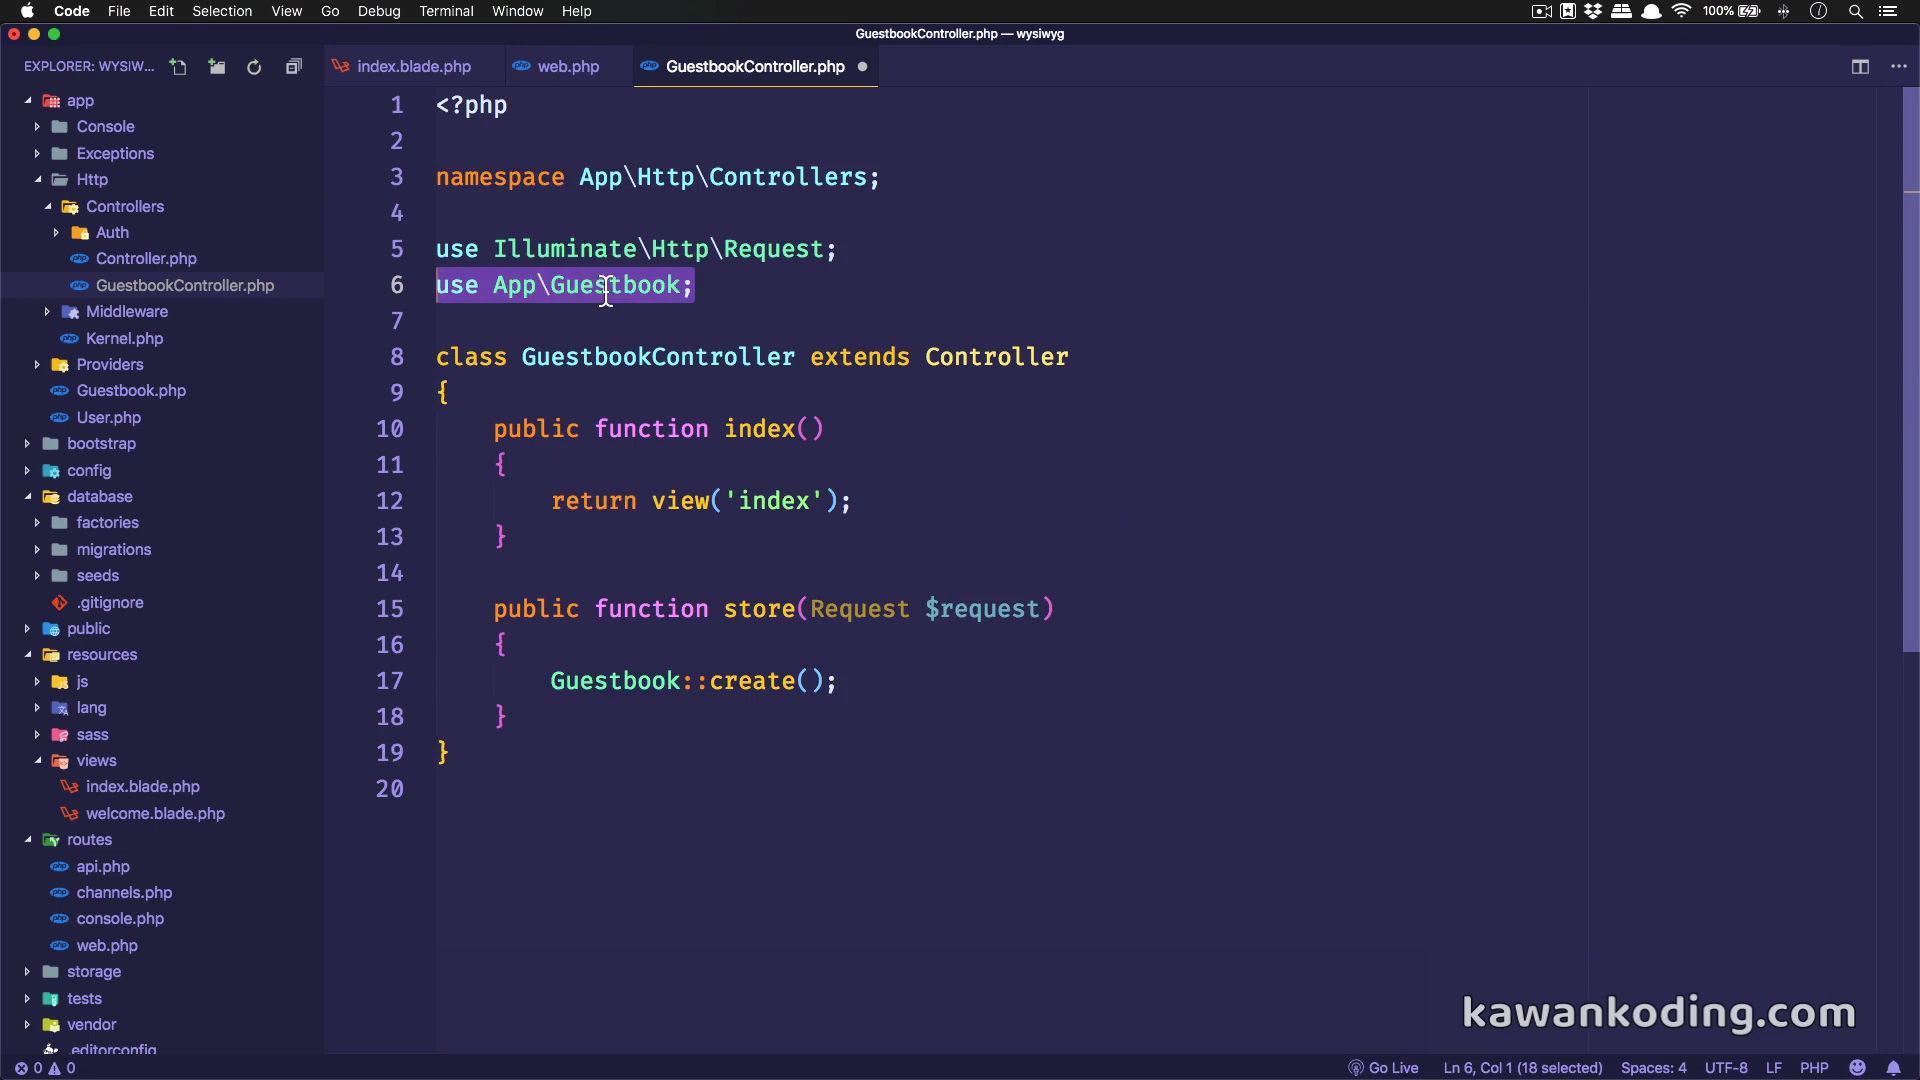 Code File Edit Selection View Go Debug Terminal Window Help 100%
GuestbookController.php — wysiwyg
EXPLORER: WYSIW...
index.blade.php web.php GuestbookController.php
app
Console
Exceptions
Http
Controllers
Auth
Controller.php
GuestbookController.php
Middleware
Kernel.php
Providers
Guestbook.php
User.php
bootstrap
config
database
factories
migrations
seeds
.gitignore
public
resources
js
lang
sass
views
index.blade.php
welcome.blade.php
routes
api.php
channels.php
console.php
web.php
storage
tests
vendor
.editorconfig
1 <?php
2
3 namespace App\Http\Controllers;
4
5 use Illuminate\Http\Request;
6 use App\Guestbook;
7
8 class GuestbookController extends Controller
9 {
10 public function index()
11 {
12 return view('index');
13 }
14
15 public function store(Request $request)
16 {
17 Guestbook::create();
18 }
19 }
20
kawankoding.com
0 0 Go Live Ln 6, Col 1 (18 selected) Spaces: 4 UTF-8 LF PHP